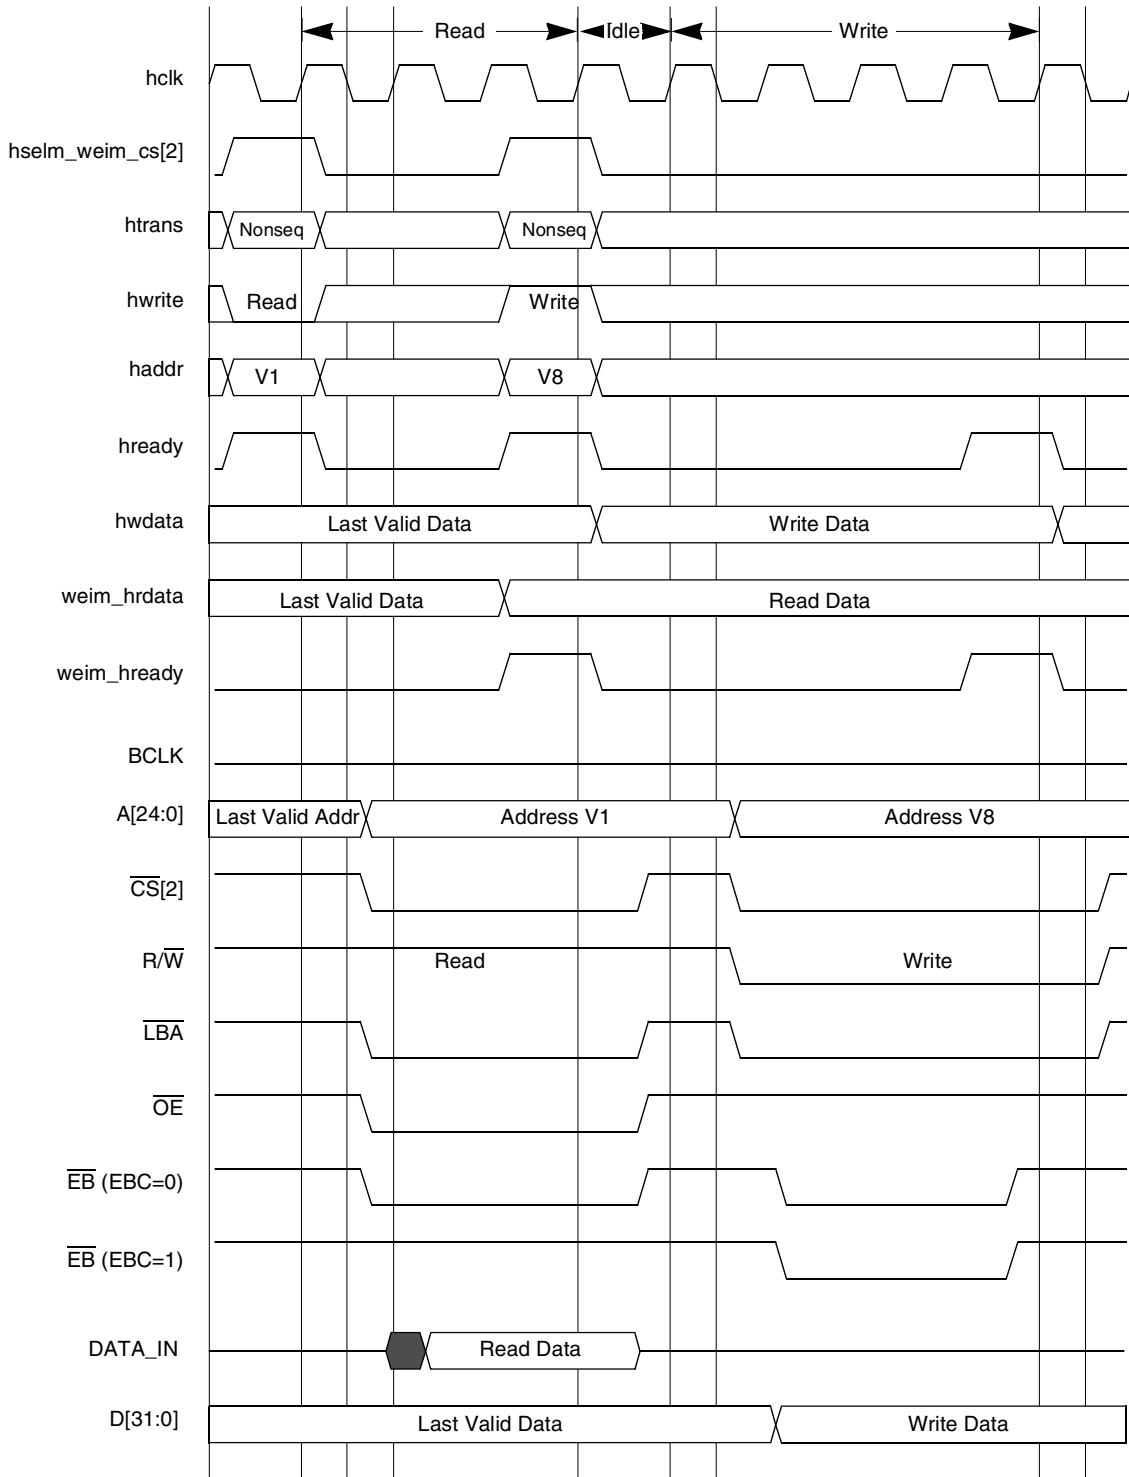 Read Idle Write
hclk
hselm_weim_cs[2]
htrans Nonseq Nonseq
hwrite Read Write
haddr V1 V8
hready
hwdata Last Valid Data Write Data
weim_hrdata Last Valid Data Read Data
weim_hready
BCLK
A[24:0] Last Valid Addr Address V1 Address V8
CS[2]
R/W Read Write
LBA
OE
EB (EBC=0)
EB (EBC=1)
DATA_IN Read Data
D[31:0] Last Valid Data Write Data